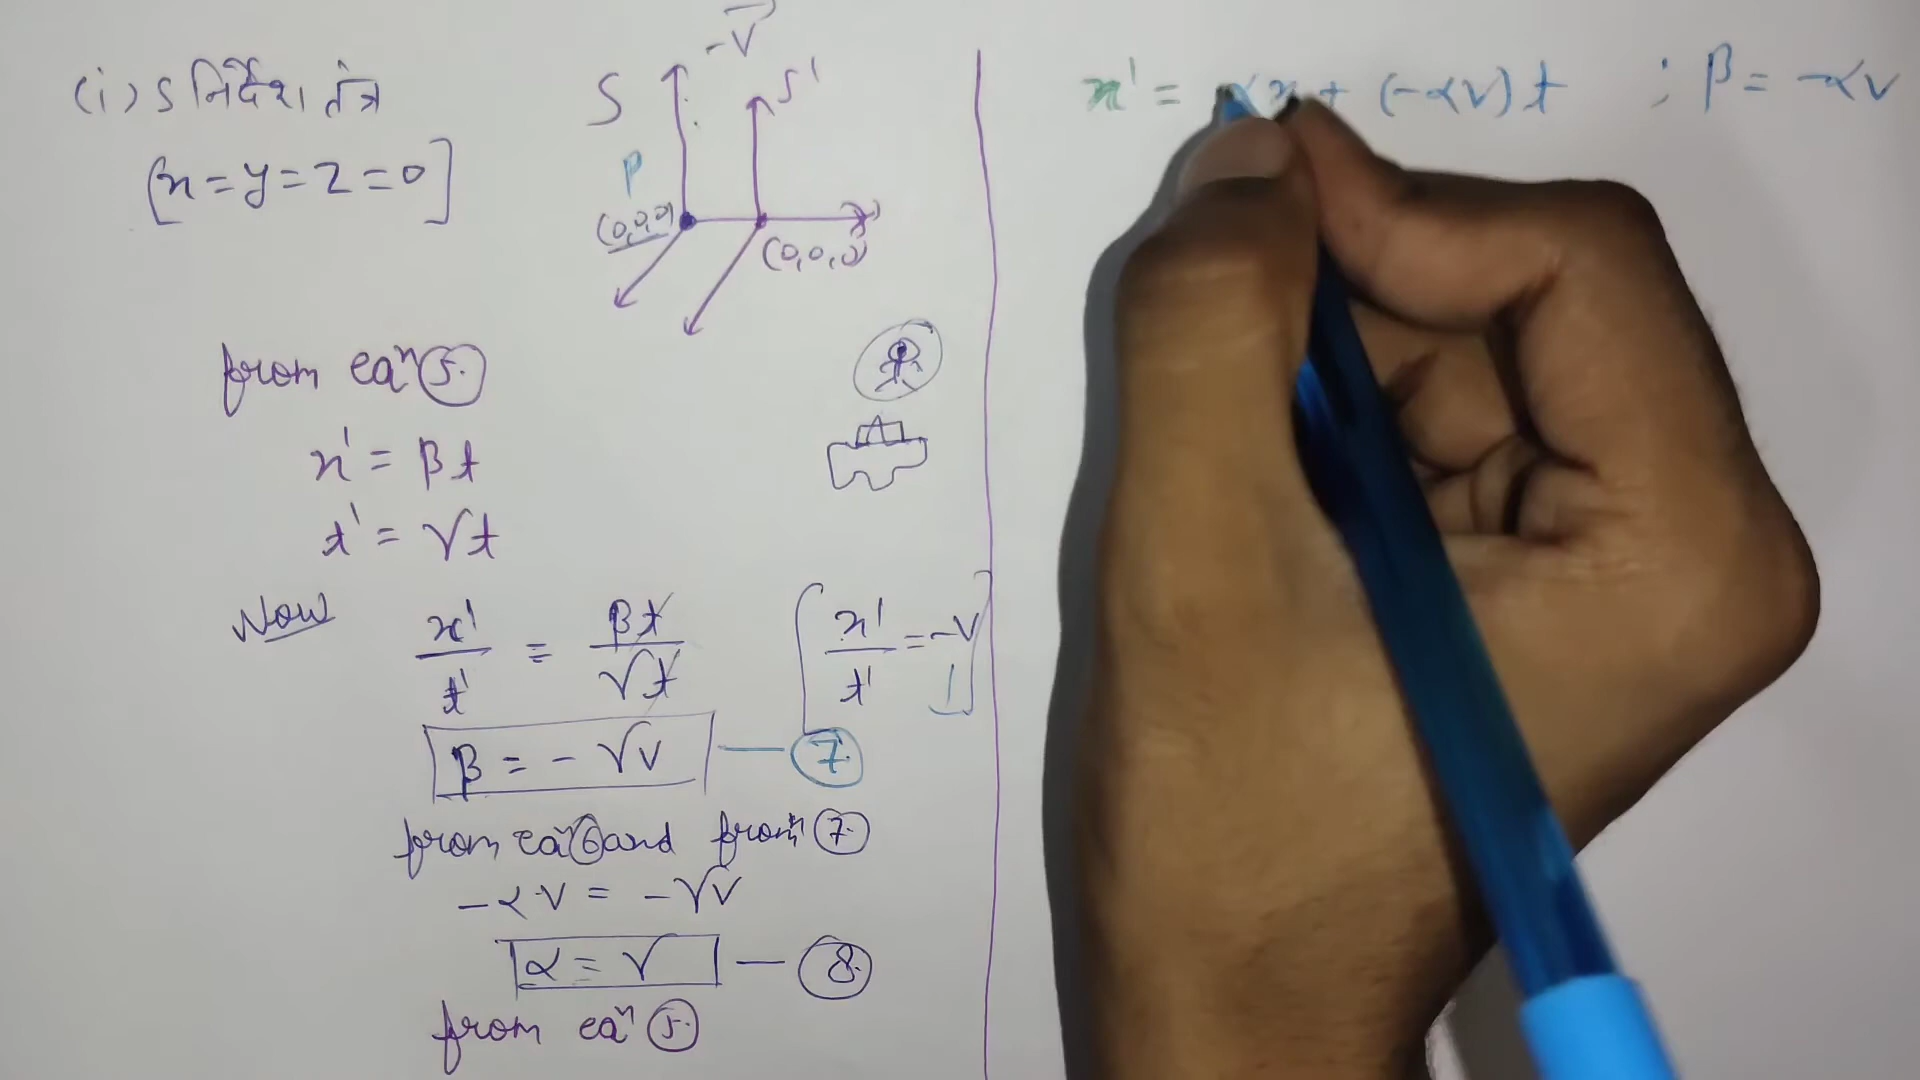 (i) S निर्देश तंत्र
[x=y=z=0]
-V
S
S'
P
(0,0,0)
(0,0,0)
from eqⁿ (5.)
x' = βt
t' = γt
Now x'/t' = βt/γt [x'/t' = -V]
β = -γv — (7.)
from eqⁿ (6) and from (7.)
-α·v = -γv
α = γ — (8.)
from eqⁿ (5.)
x' = αx + (-αv)t ; β = -αv